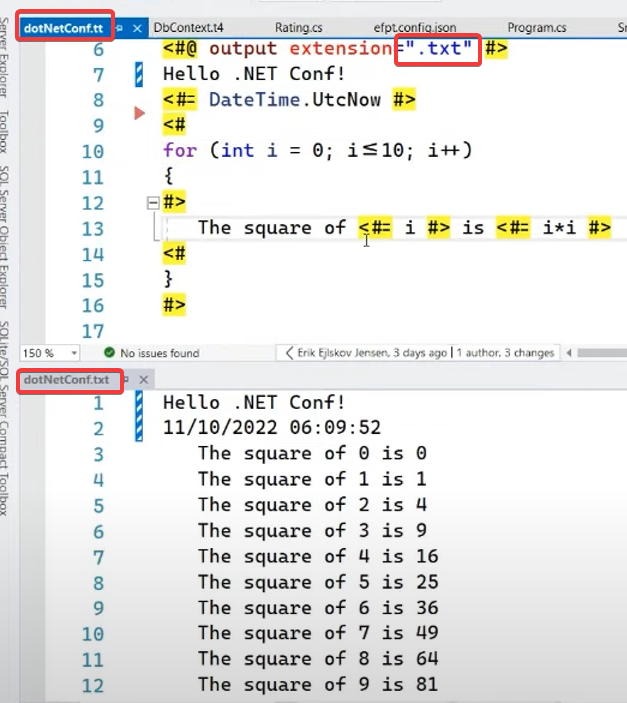 dotNetConf.tt DbContext.t4 Rating.cs efpt.config.json Program.cs
6 <#@ output extension=".txt" #>
7 Hello .NET Conf!
8 <#= DateTime.UtcNow #>
9 <#
10 for (int i = 0; i≤10; i++)
11 {
12 #>
13 The square of <#= i #> is <#= i*i #>
14 <#
15 }
16 #>
17
150 % No issues found Erik Ejlskov Jensen, 3 days ago | 1 author, 3 changes
dotNetConf.txt
1 Hello .NET Conf!
2 11/10/2022 06:09:52
3 The square of 0 is 0
4 The square of 1 is 1
5 The square of 2 is 4
6 The square of 3 is 9
7 The square of 4 is 16
8 The square of 5 is 25
9 The square of 6 is 36
10 The square of 7 is 49
11 The square of 8 is 64
12 The square of 9 is 81
Server Explorer
Toolbox
SQL Server Object Explorer
SQLite/SQL Server Compact Toolbox